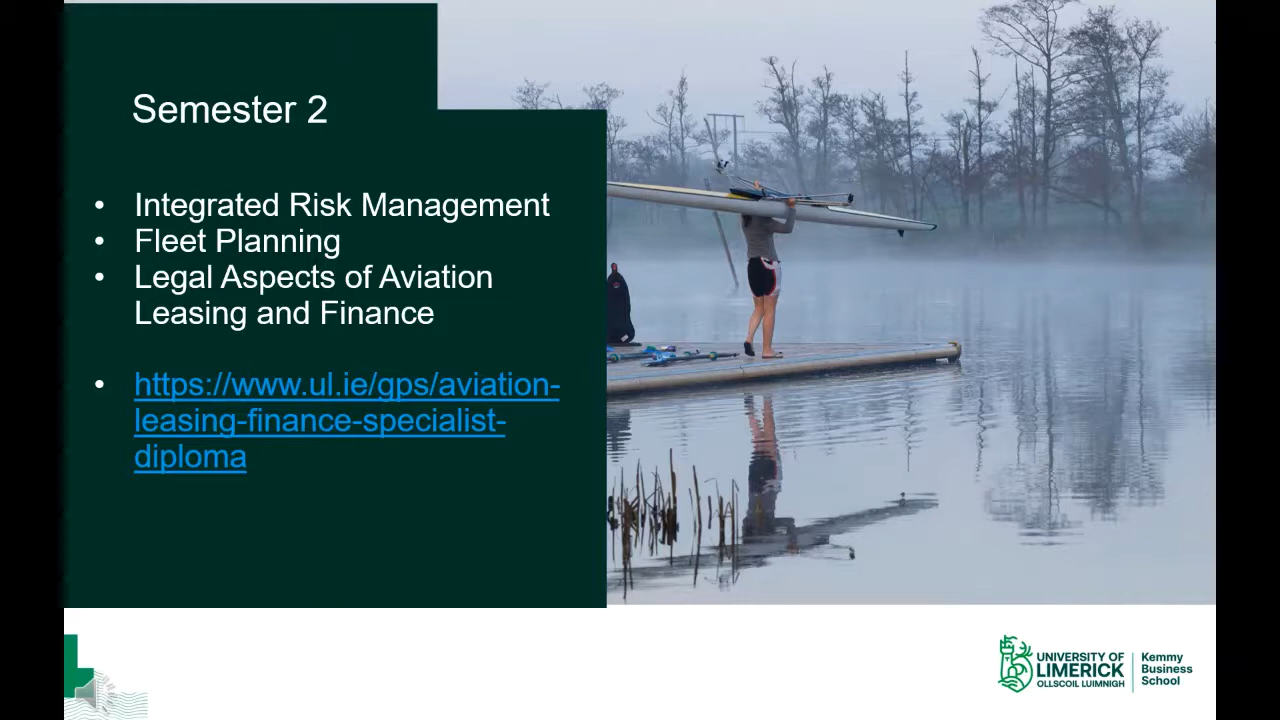 Semester 2
• Integrated Risk Management
• Fleet Planning
• Legal Aspects of Aviation
Leasing and Finance
• https://www.ul.ie/gps/aviation-
leasing-finance-specialist-
diploma
UNIVERSITY OF
LIMERICK
OLLSCOIL LUIMNIGH
Kemmy
Business
School